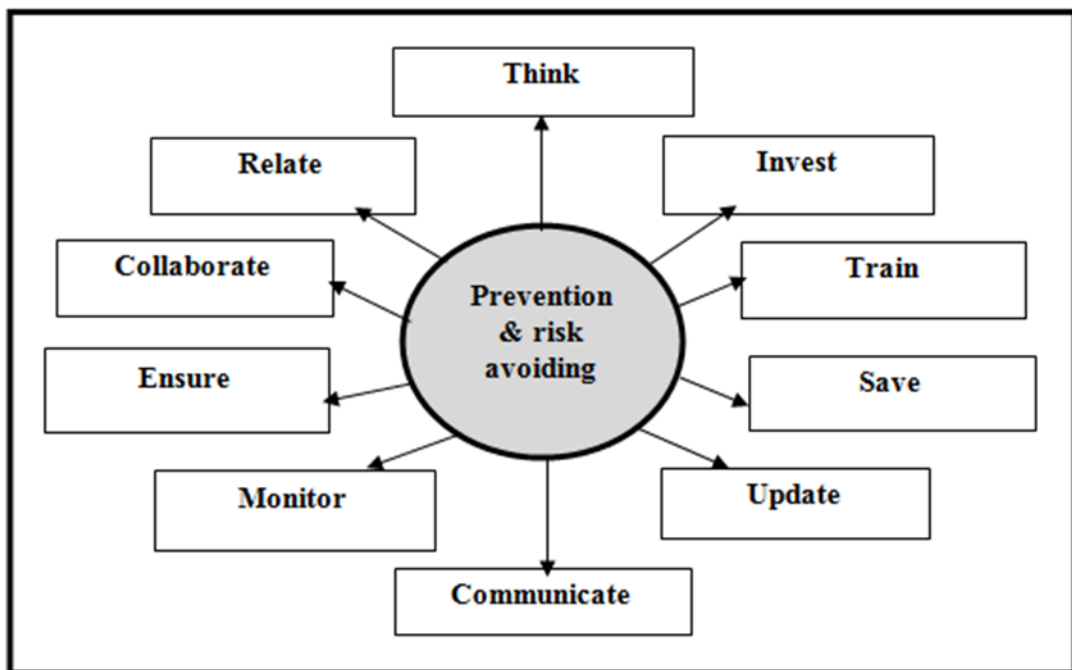 Think
Relate
Invest
Collaborate
Train
Prevention
& risk
avoiding
Ensure
Save
Monitor
Update
Communicate